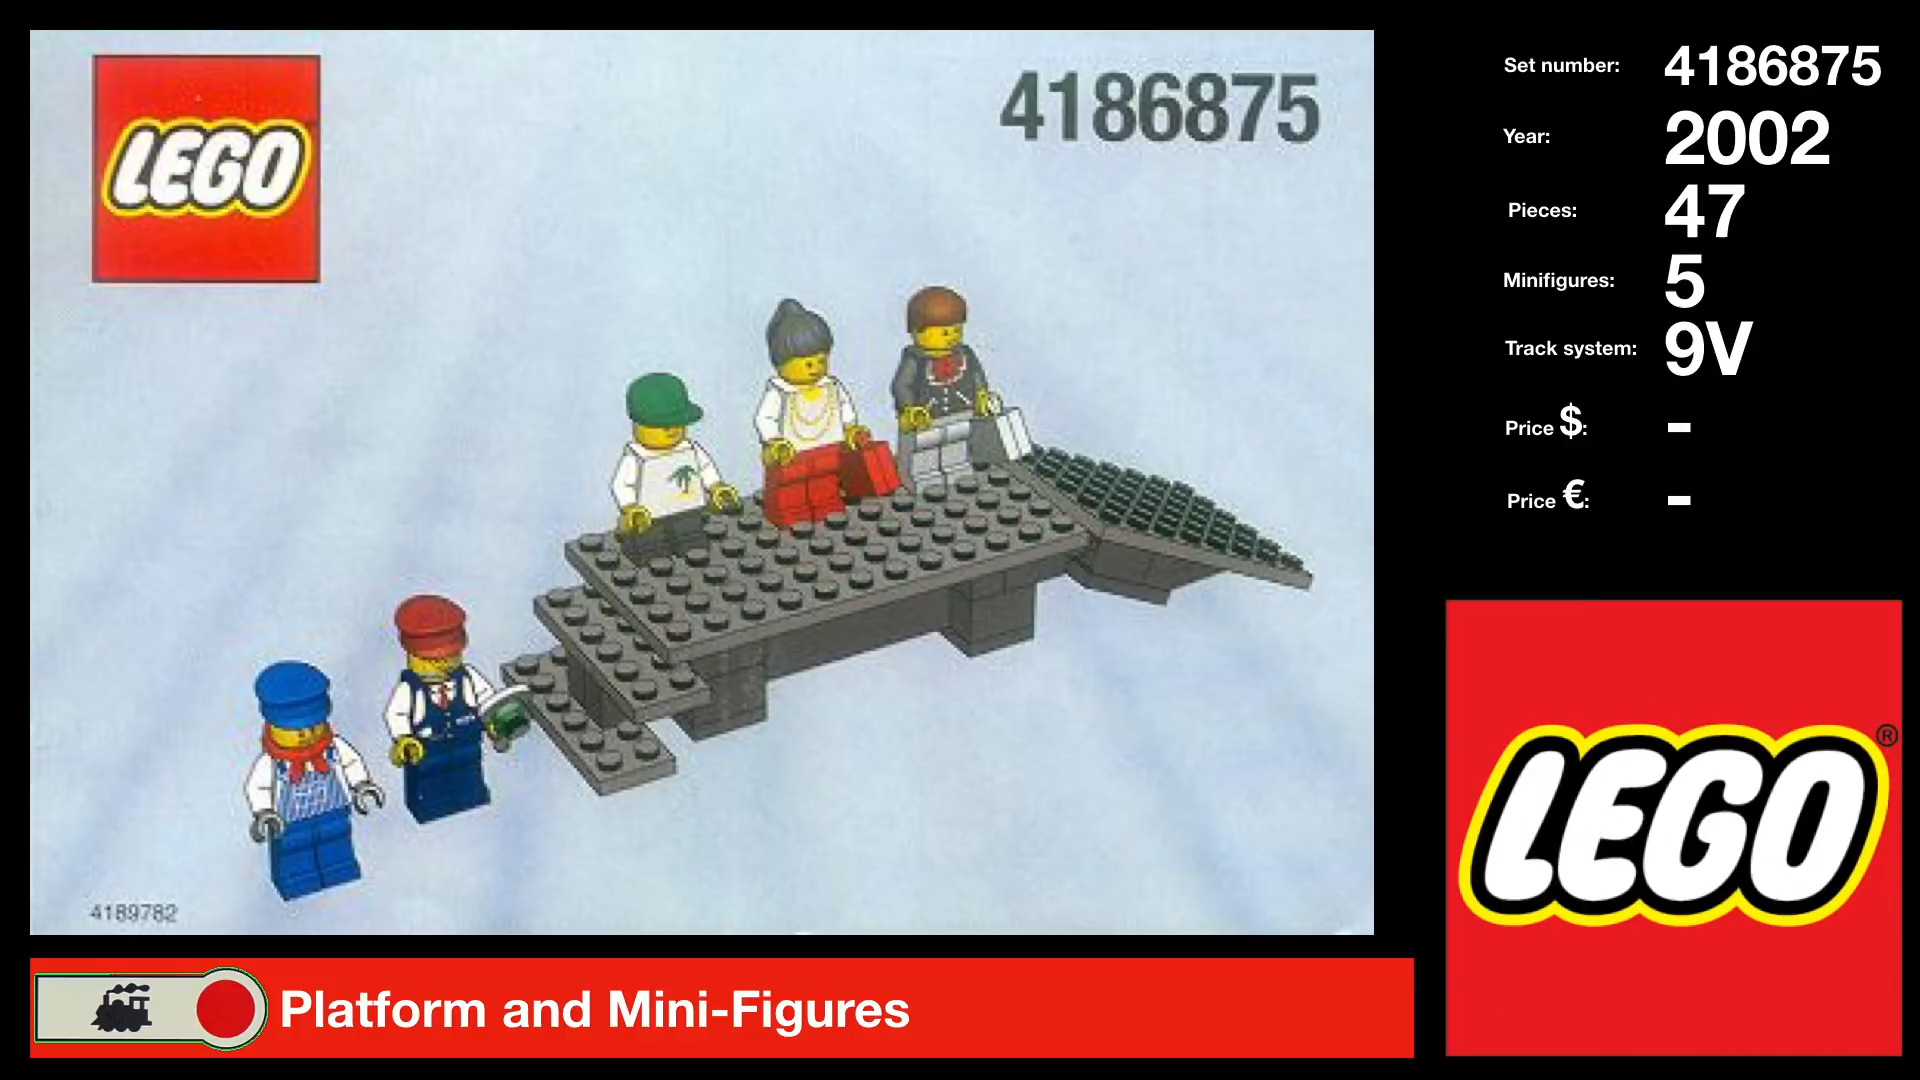 LEGO
4186875
4189782
Platform and Mini-Figures
Set number: 4186875
Year: 2002
Pieces: 47
Minifigures: 5
Track system: 9V
Price $: -
Price €: -
LEGO®